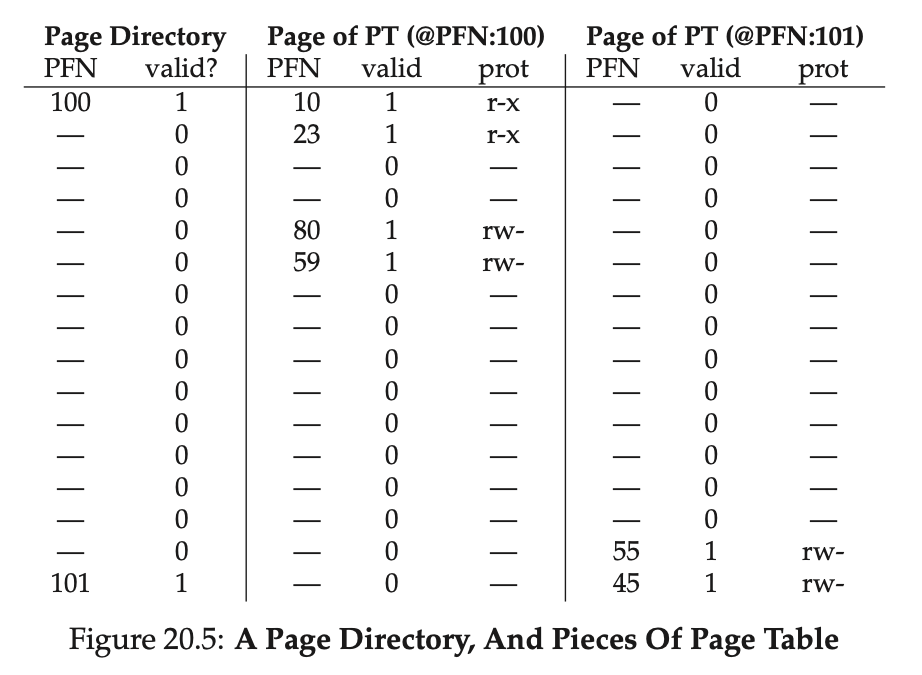 Page Directory Page of PT (@PFN:100) Page of PT (@PFN:101)
PFN valid? PFN valid prot PFN valid prot
100 1 10 1 r-x — 0 —
— 0 23 1 r-x — 0 —
— 0 — 0 — — 0 —
— 0 — 0 — — 0 —
— 0 80 1 rw- — 0 —
— 0 59 1 rw- — 0 —
— 0 — 0 — — 0 —
— 0 — 0 — — 0 —
— 0 — 0 — — 0 —
— 0 — 0 — — 0 —
— 0 — 0 — — 0 —
— 0 — 0 — — 0 —
— 0 — 0 — — 0 —
— 0 — 0 — — 0 —
— 0 — 0 — 55 1 rw-
101 1 — 0 — 45 1 rw-
Figure 20.5: A Page Directory, And Pieces Of Page Table